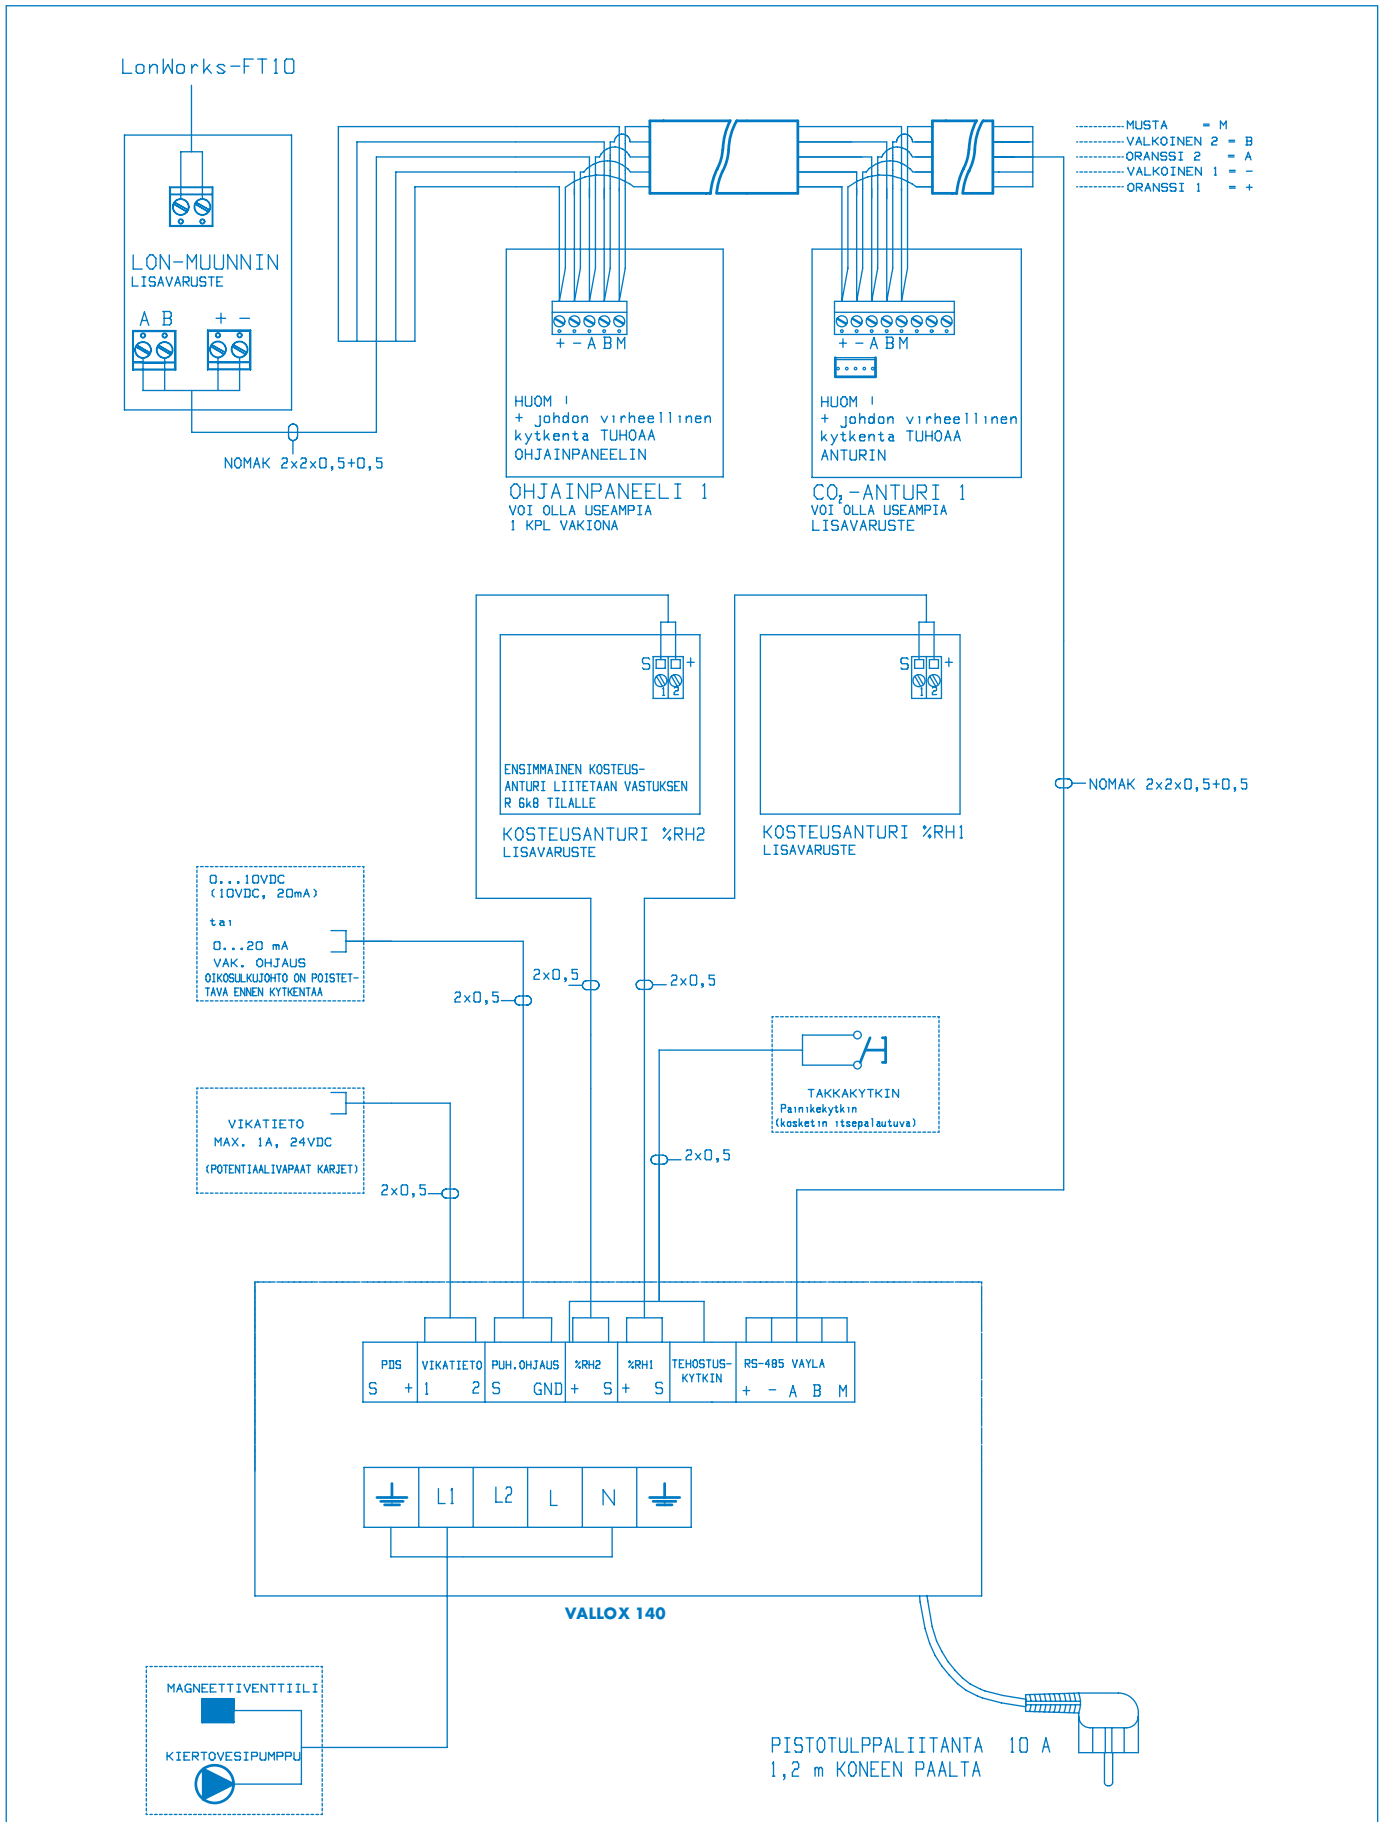 LonWorks-FT10
MUSTA = M
VALKOINEN 2 = B
ORANSSI 2 = A
VALKOINEN 1 = -
ORANSSI 1 = +
LON-MUUNNIN
LISAVARUSTE
A B + -
NOMAK 2x2x0,5+0,5
+ - A B M
HUOM !
+ johdon virheellinen
kytkenta TUHOAA
OHJAINPANEELIN
OHJAINPANEELI 1
VOI OLLA USEAMPIA
1 KPL VAKIONA
+ - A B M
HUOM !
+ johdon virheellinen
kytkenta TUHOAA
ANTURIN
CO₂-ANTURI 1
VOI OLLA USEAMPIA
LISAVARUSTE
S +
1 2
ENSIMMAINEN KOSTEUS-
ANTURI LIITETAAN VASTUKSEN
R 6k8 TILALLE
KOSTEUSANTURI %RH2
LISAVARUSTE
S +
1 2
KOSTEUSANTURI %RH1
LISAVARUSTE
NOMAK 2x2x0,5+0,5
0...10VDC
(10VDC, 20mA)
tai
0...20 mA
VAK. OHJAUS
OIKOSULKUJOHTO ON POISTET-
TAVA ENNEN KYTKENTAA
2x0,5
2x0,5
2x0,5
TAKKAKYTKIN
Painikekytkin
(kosketin itsepalautuva)
2x0,5
VIKATIETO
MAX. 1A, 24VDC
(POTENTIAALIVAPAAT KARJET)
2x0,5
PDS VIKATIETO PUH.OHJAUS %RH2 %RH1 TEHOSTUS-KYTKIN RS-485 VAYLA
S + 1 2 S GND + S + S + - A B M
L1 L2 L N
VALLOX 140
MAGNEETTIVENTTIILI
KIERTOVESIPUMPPU
PISTOTULPPALIITANTA 10 A
1,2 m KONEEN PAALTA